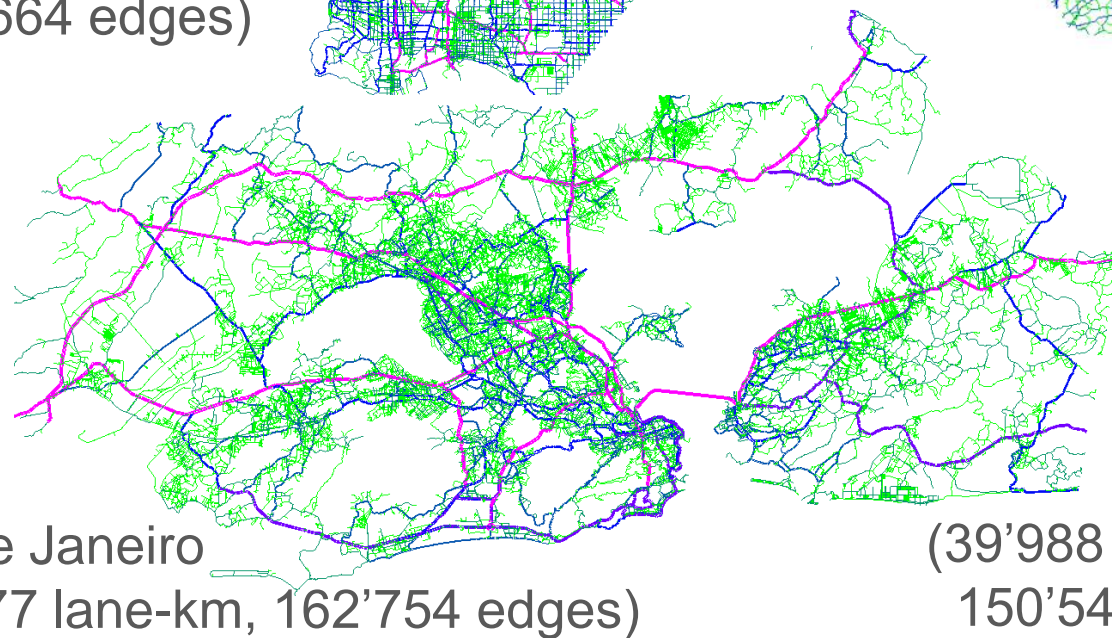 664 edges)
e Janeiro
77 lane-km, 162’754 edges)
(39’988
150’54